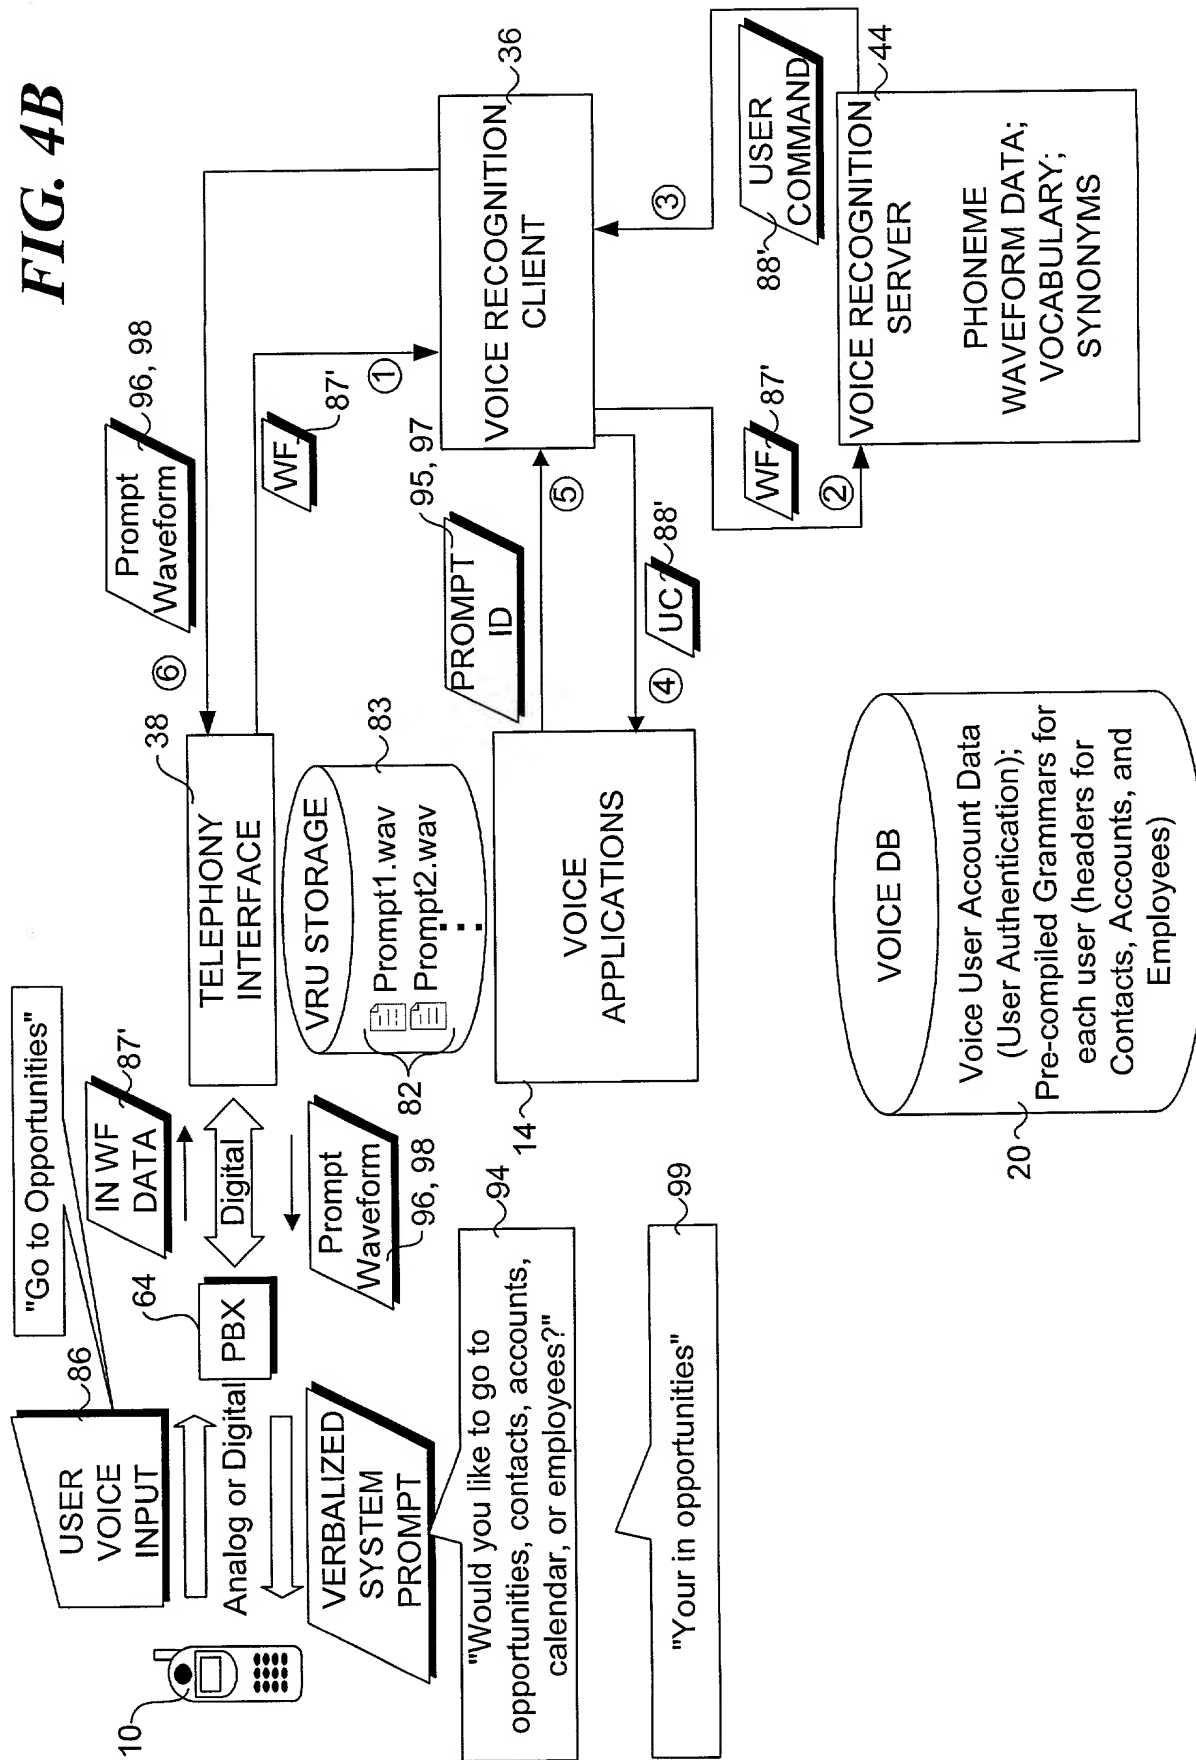 FIG. 4B
"Go to Opportunities"
86
USER
VOICE
INPUT
10
Analog or Digital
VERBALIZED
SYSTEM
PROMPT
64
PBX
IN WF
DATA
87'
Digital
Prompt
Waveform
96, 98
"Would you like to go to
opportunities, contacts, accounts,
calendar, or employees?"
94
"Your in opportunities"
99
TELEPHONY
INTERFACE
38
VRU STORAGE
Prompt1.wav
Prompt2.wav
82
83
VOICE
APPLICATIONS
14
VOICE DB
Voice User Account Data
(User Authentication);
Pre-compiled Grammars for
each user (headers for
Contacts, Accounts, and
Employees)
20
6
Prompt
Waveform
96, 98
WF
87'
1
PROMPT
ID
95, 97
5
4
UC
88'
VOICE RECOGNITION
CLIENT
36
WF
87'
2
3
USER
COMMAND
88'
VOICE RECOGNITION
SERVER
44
PHONEME
WAVEFORM DATA;
VOCABULARY;
SYNONYMS